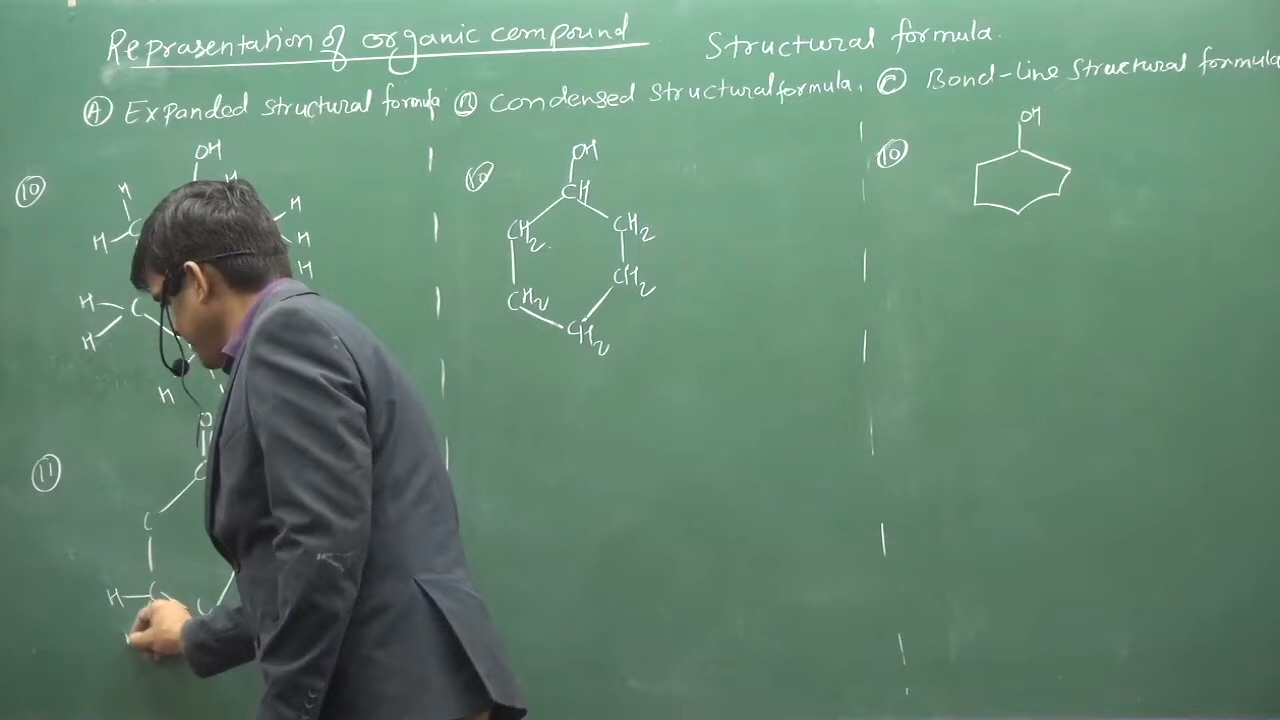 Reprasentation of organic compound Structural formula.
A Expanded structural formula B Condensed Structural formula, C Bond-line Structural formula
10 OH
H H
H C H
H
H C H
H
H
O
11 C
C
H C C
10 OH
CH
CH2 CH2
CH2 CH2
CH2
10 OH